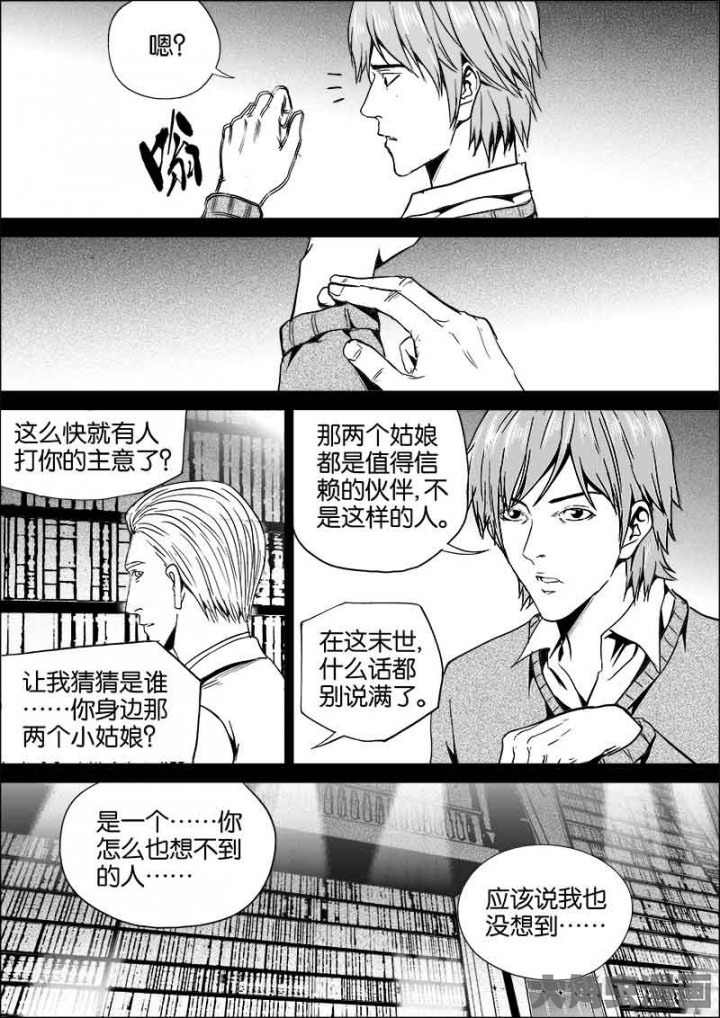 嗯?
嗡
这么快就有人
打你的主意了?
让我猜猜是谁
……你身边那
两个小姑娘?
那两个姑娘
都是值得信
赖的伙伴,不
是这样的人。
在这末世,
什么话都
别说满了。
是一个……你
怎么也想不到
的人……
应该说我也
没想到……